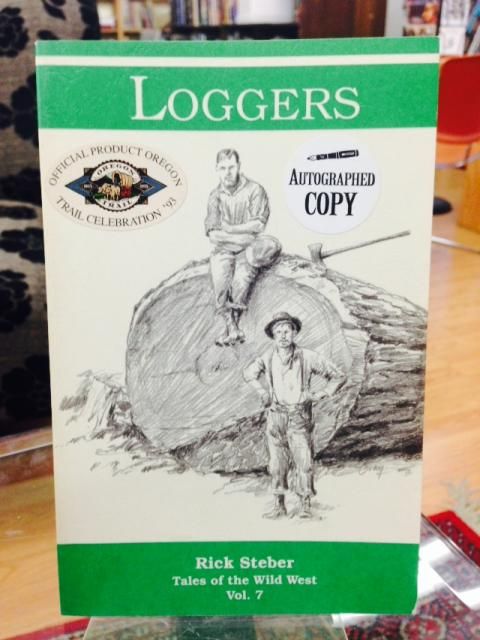 LOGGERS
OFFICIAL PRODUCT OREGON
OREGON
TRAIL
TRAIL CELEBRATION '93
AUTOGRAPHED
COPY
Rick Steber
Tales of the Wild West
Vol. 7